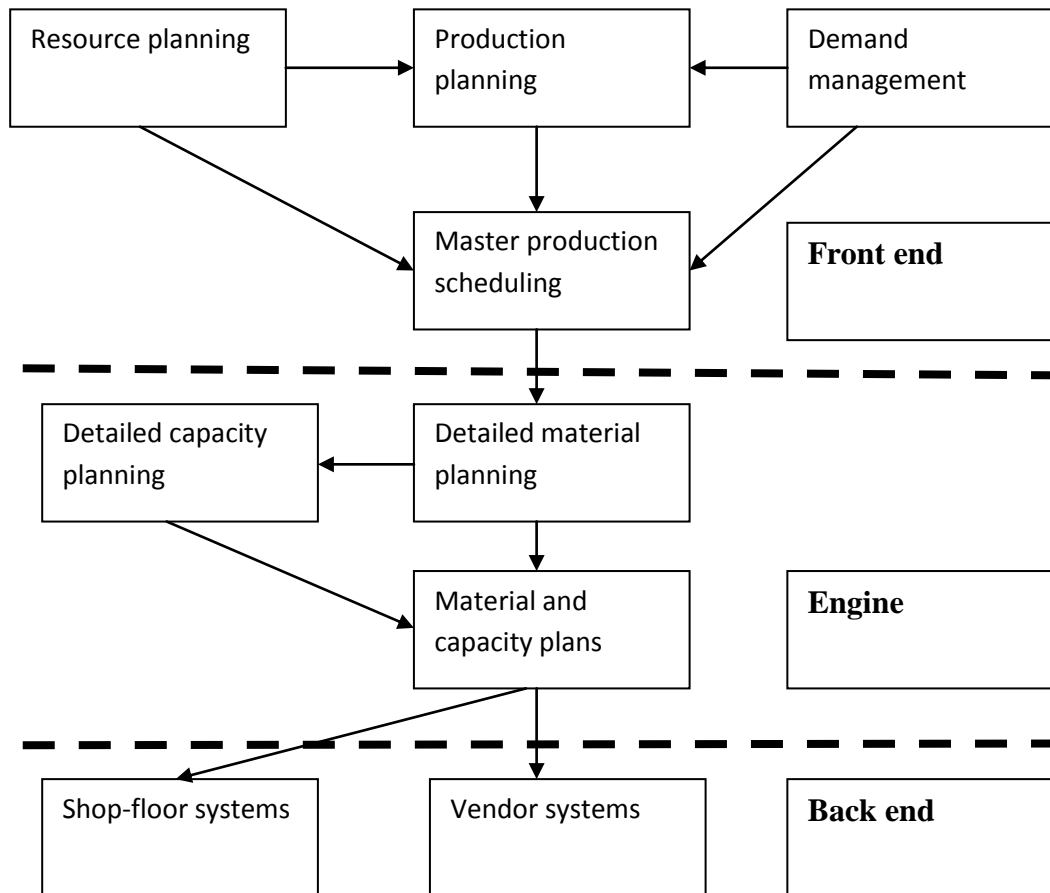 Resource planning
Production
planning
Demand
management
Master production
scheduling
Front end
Detailed capacity
planning
Detailed material
planning
Material and
capacity plans
Engine
Shop-floor systems
Vendor systems
Back end